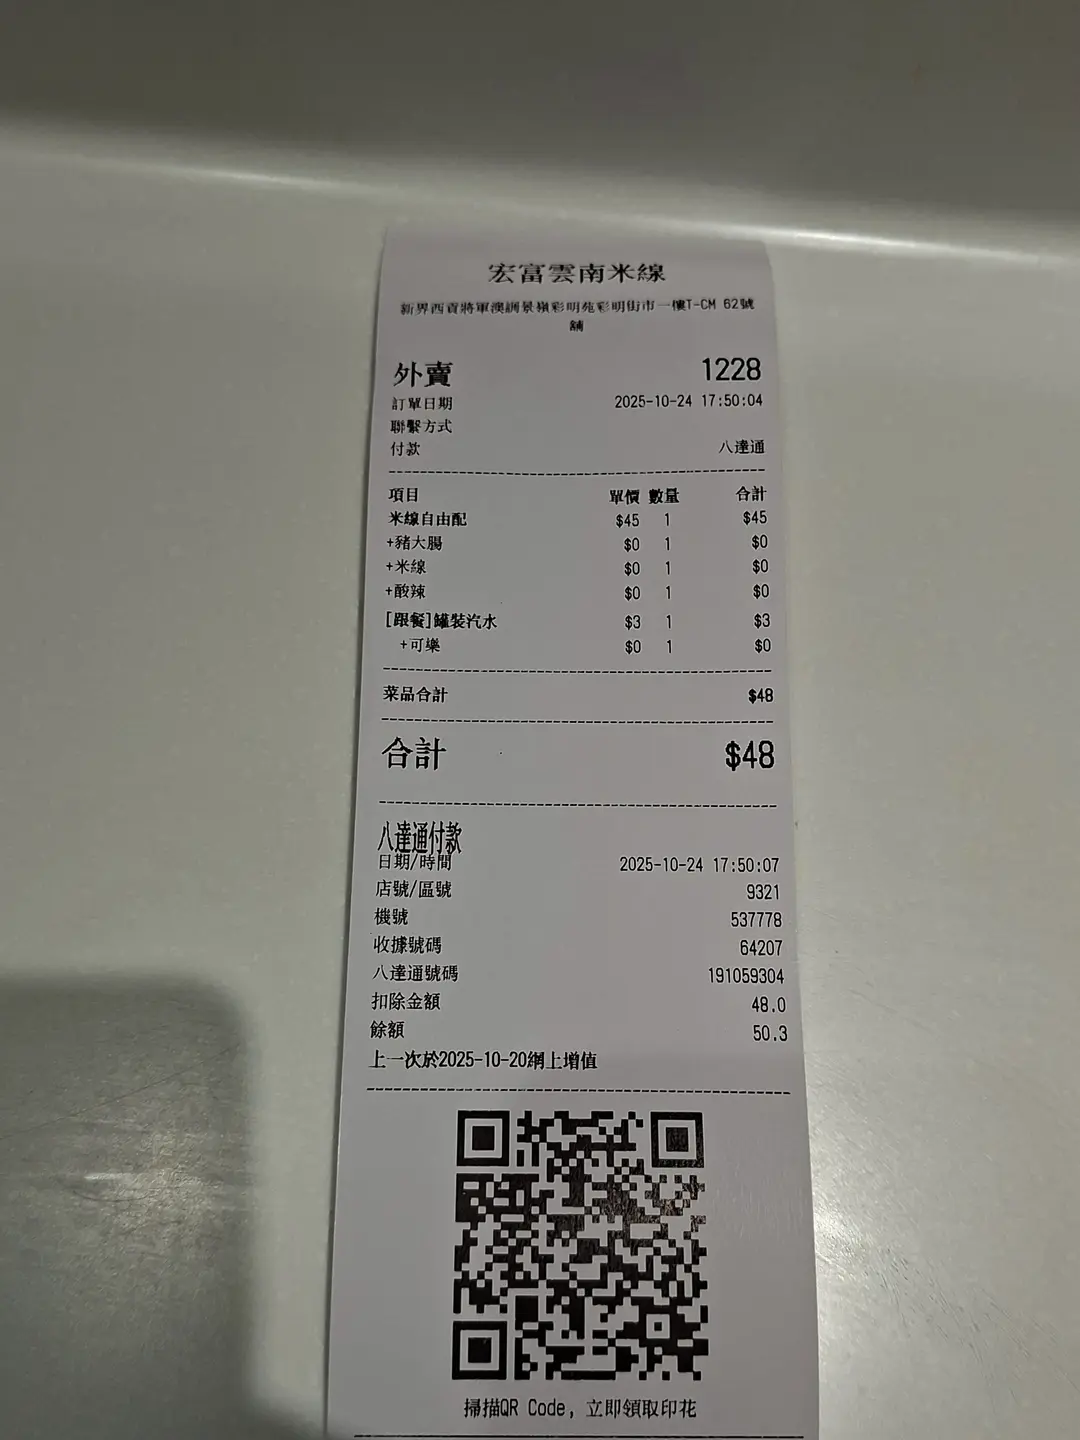 宏富雲南米線
新界西貢將軍澳調景嶺彩明苑彩明街市一樓T-CM 62號
舖
外賣 1228
訂單日期 2025-10-24 17:50:04
聯繫方式
付款 八達通
項目 單價 數量 合計
米線自由配 $45 1 $45
+豬大腸 $0 1 $0
+米線 $0 1 $0
+酸辣 $0 1 $0
[跟餐]罐裝汽水 $3 1 $3
+可樂 $0 1 $0
菜品合計 $48
合計 $48
八達通付款
日期/時間 2025-10-24 17:50:07
店號/區號 9321
機號 537778
收據號碼 64207
八達通號碼 191059304
扣除金額 48.0
餘額 50.3
上一次於2025-10-20網上增值
掃描QR Code, 立即領取印花